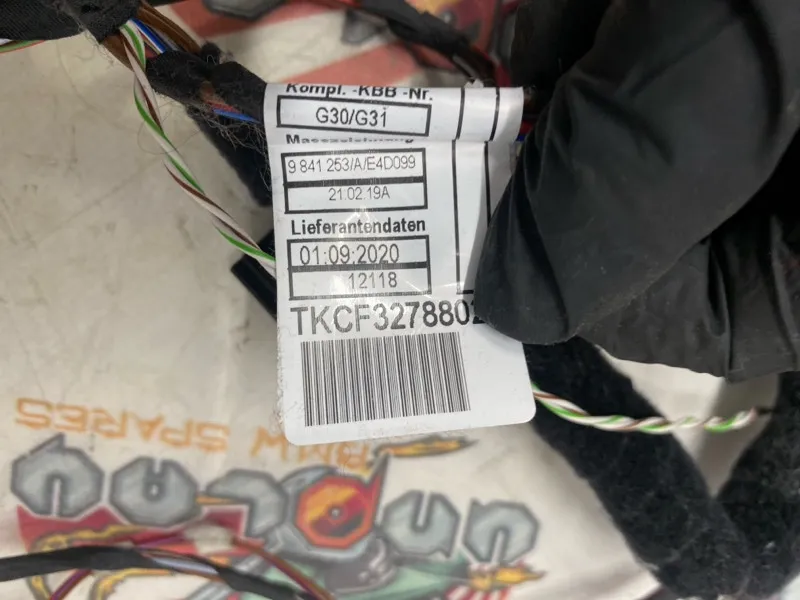 Kompl. -KBB -Nr.
G30/G31
9 841 253/A/E4D099
21.02.19A
Lieferantendaten
01:09:2020
12118
TKCF3278802
BMW SPARES